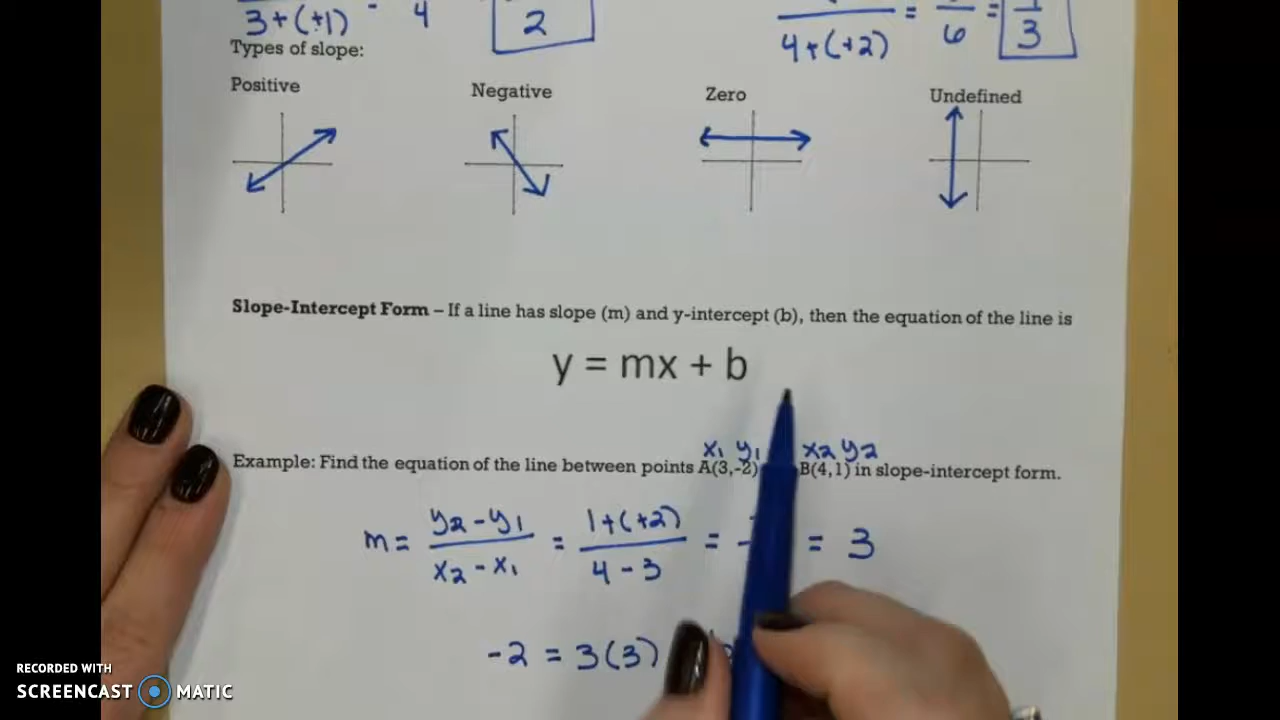 3+(+1) = 4 2
4+(+2) = 6 = 3
Types of slope:
Positive Negative Zero Undefined
Slope-Intercept Form – If a line has slope (m) and y-intercept (b), then the equation of the line is
y = mx + b
x₁ y₁ x₂ y₂
Example: Find the equation of the line between points A(3,-2) B(4,1) in slope-intercept form.
m = y₂ - y₁ / x₂ - x₁ = 1+(+2) / 4 - 3 = = 3
-2 = 3(3)
RECORDED WITH
SCREENCAST MATIC